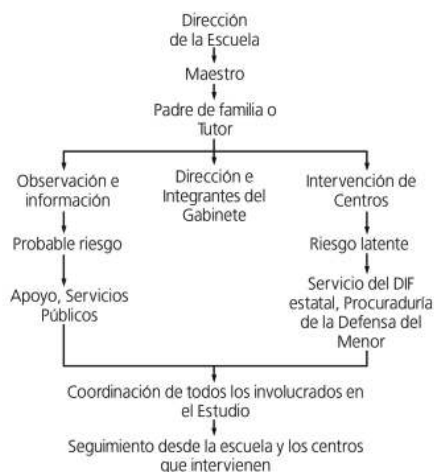 Dirección
de la Escuela
Maestro
Padre de familia o
Tutor
Observación e
información
Dirección e
Integrantes del
Gabinete
Intervención de
Centros
Probable riesgo
Riesgo latente
Apoyo, Servicios
Públicos
Servicio del DIF
estatal, Procuraduría
de la Defensa del
Menor
Coordinación de todos los involucrados en
el Estudio
Seguimiento desde la escuela y los centros
que intervienen